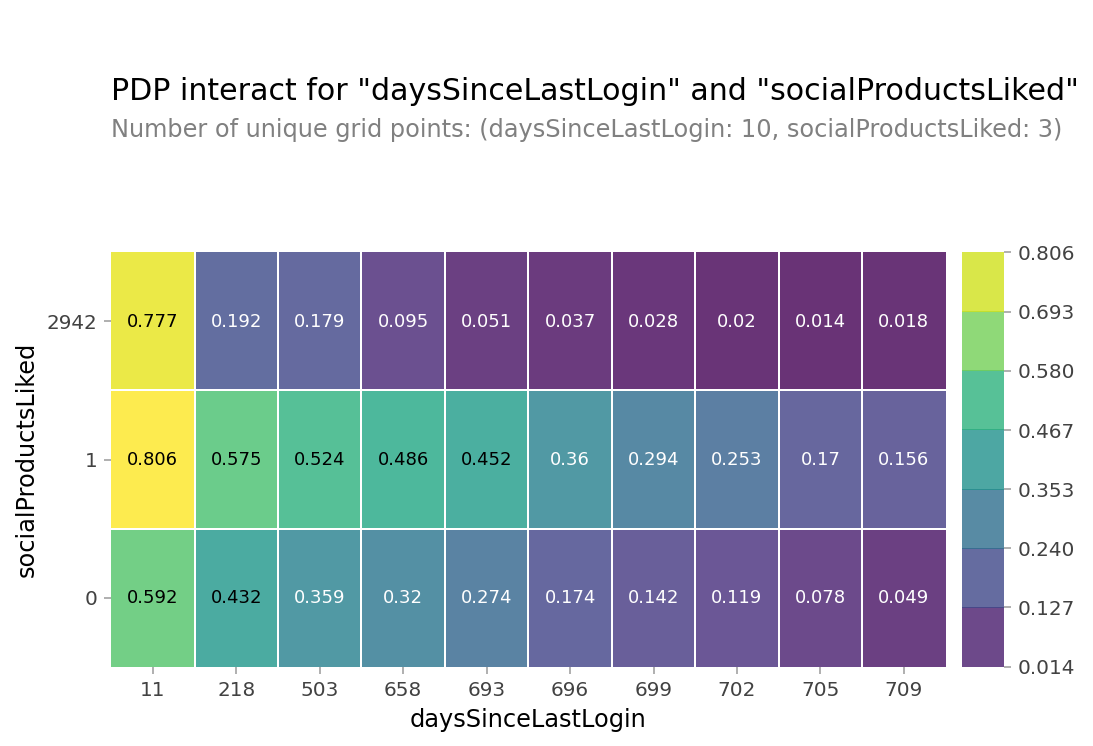 PDP interact for "daysSinceLastLogin" and "socialProductsLiked"
Number of unique grid points: (daysSinceLastLogin: 10, socialProductsLiked: 3)
socialProductsLiked
2942 0.777 0.192 0.179 0.095 0.051 0.037 0.028 0.02 0.014 0.018
1 0.806 0.575 0.524 0.486 0.452 0.36 0.294 0.253 0.17 0.156
0 0.592 0.432 0.359 0.32 0.274 0.174 0.142 0.119 0.078 0.049
11 218 503 658 693 696 699 702 705 709
daysSinceLastLogin
0.806
0.693
0.580
0.467
0.353
0.240
0.127
0.014